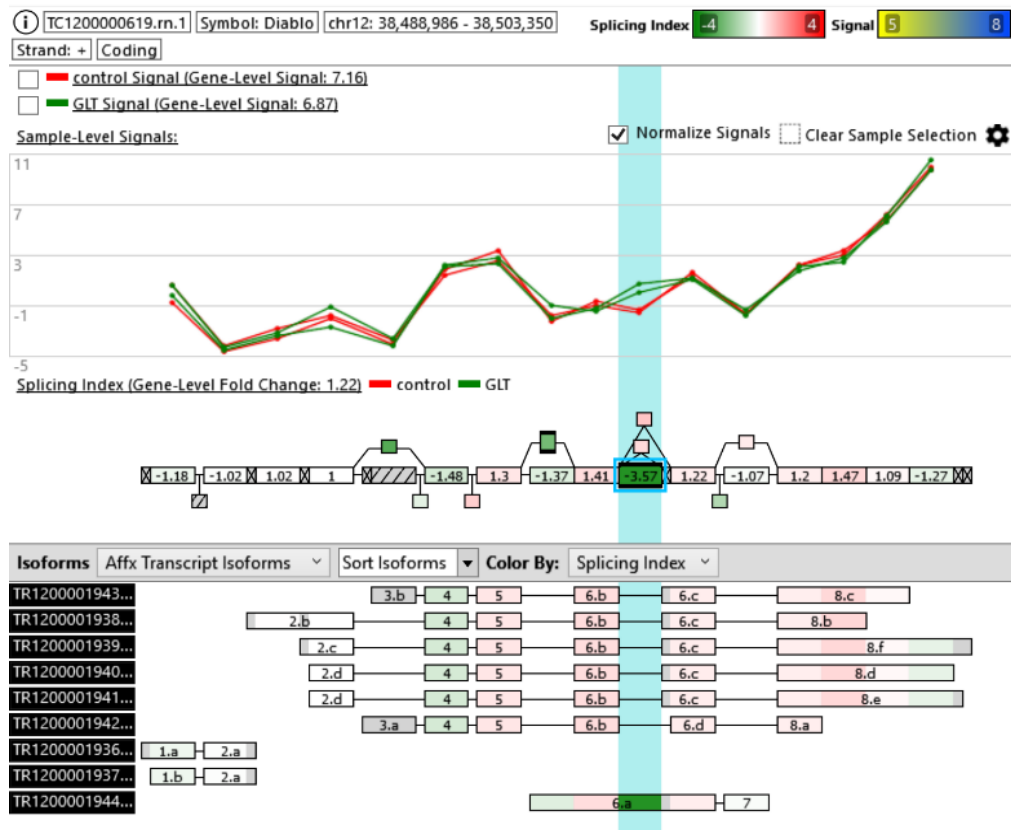 TC1200000619.rn.1 Symbol: Diablo chr12: 38,488,986 - 38,503,350 Splicing Index -4 4 Signal 5 8
Strand: + Coding
control Signal (Gene-Level Signal: 7.16)
GLT Signal (Gene-Level Signal: 6.87)
Sample-Level Signals: Normalize Signals Clear Sample Selection
11
7
3
-1
-5
Splicing Index (Gene-Level Fold Change: 1.22) control GLT
-1.18 -1.02 1.02 1 -1.48 1.3 -1.37 1.41 -3.57 1.22 -1.07 1.2 1.47 1.09 -1.27
Isoforms Affx Transcript Isoforms Sort Isoforms Color By: Splicing Index
TR1200001943... 3.b 4 5 6.b 6.c 8.c
TR1200001938... 2.b 4 5 6.b 6.c 8.b
TR1200001939... 2.c 4 5 6.b 6.c 8.f
TR1200001940... 2.d 4 5 6.b 6.c 8.d
TR1200001941... 2.d 4 5 6.b 6.c 8.e
TR1200001942... 3.a 4 5 6.b 6.d 8.a
TR1200001936... 1.a 2.a
TR1200001937... 1.b 2.a
TR1200001944... 6.a 7